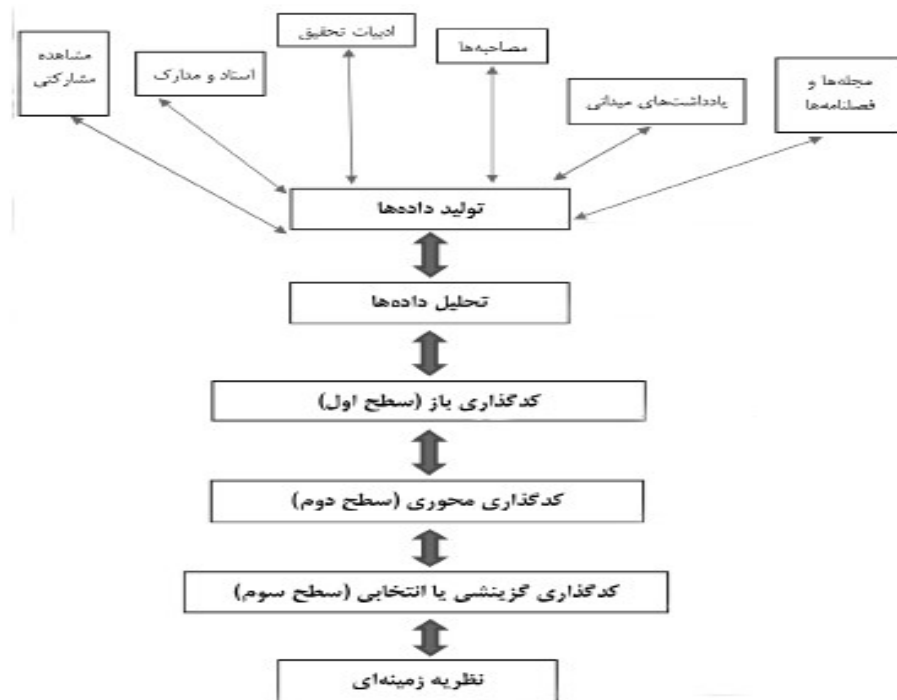 مجله‌ها و
فصلنامه‌ها
یادداشت‌های میدانی
مصاحبه‌ها
ادبیات تحقیق
اسناد و مدارک
مشاهده
مشارکتی
تولید داده‌ها
تحلیل داده‌ها
کدگذاری باز (سطح اول)
کدگذاری محوری (سطح دوم)
کدگذاری گزینشی یا انتخابی (سطح سوم)
نظریه زمینه‌ای